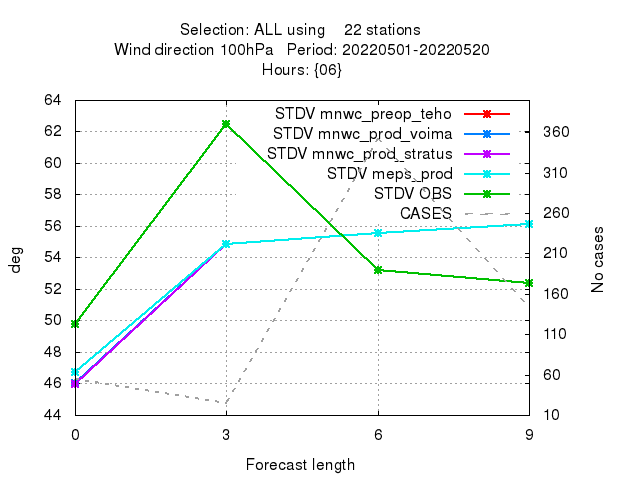 Selection: ALL using 22 stations
Wind direction 100hPa Period: 20220501-20220520
Hours: {06}
64
62
60
58
56
54
52
50
48
46
44
deg
STDV mnwc_preop_teho
STDV mnwc_prod_voima
STDV mnwc_prod_stratus
STDV meps_prod
STDV OBS
CASES
360
310
260
210
160
110
60
10
No cases
0 3 6 9
Forecast length